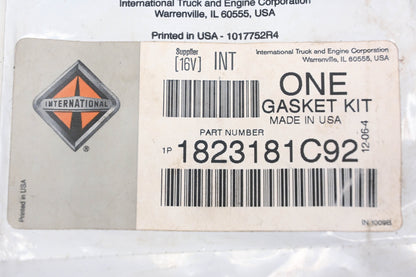 International Truck and Engine Corporation
Warrenville, IL 60555, USA
Printed in USA - 1017752R4
Supplier
[16V] INT
International Truck and Engine Corporation
Warrenville, IL 60555, USA
ONE
GASKET KIT
MADE IN USA
INTERNATIONAL
®
PART NUMBER
1P 1823181C92
12-06-4
Printed in USA